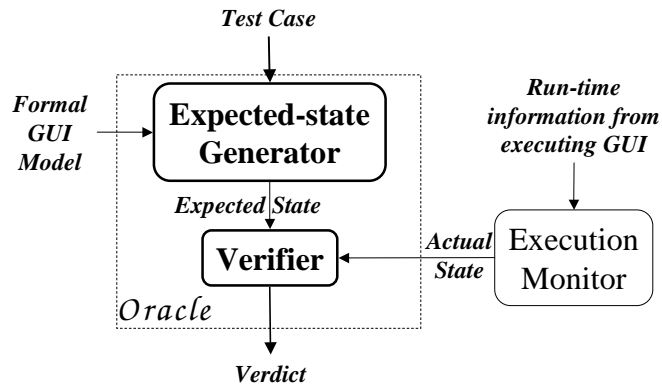 Test Case
Formal
GUI
Model
Expected-state
Generator
Run-time
information from
executing GUI
Expected State
Verifier
Actual
State
Execution
Monitor
Oracle
Verdict